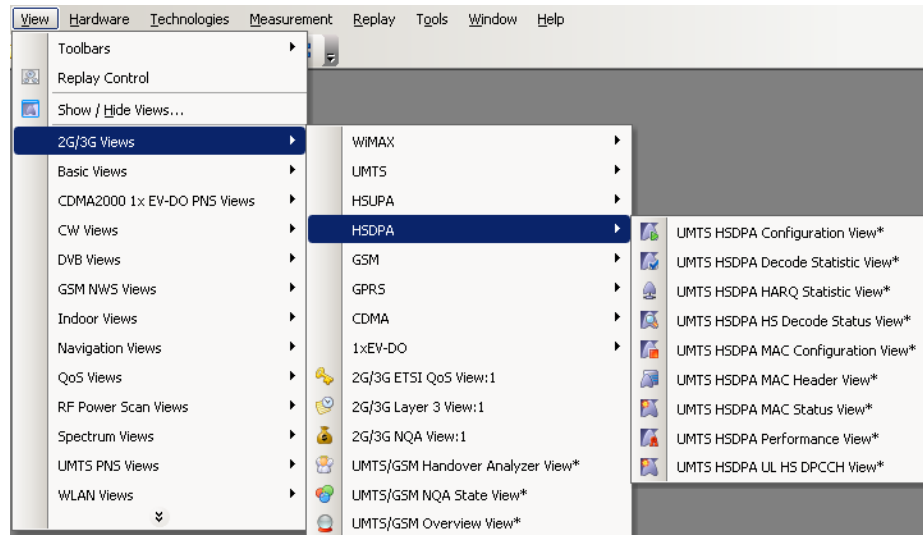 View Hardware Technologies Measurement Replay Tools Window Help
Toolbars
Replay Control
Show / Hide Views...
2G/3G Views
Basic Views
CDMA2000 1x EV-DO PNS Views
CW Views
DVB Views
GSM NWS Views
Indoor Views
Navigation Views
QoS Views
RF Power Scan Views
Spectrum Views
UMTS PNS Views
WLAN Views
WiMAX
UMTS
HSUPA
HSDPA
GSM
GPRS
CDMA
1xEV-DO
2G/3G ETSI QoS View:1
2G/3G Layer 3 View:1
2G/3G NQA View:1
UMTS/GSM Handover Analyzer View*
UMTS/GSM NQA State View*
UMTS/GSM Overview View*
UMTS HSDPA Configuration View*
UMTS HSDPA Decode Statistic View*
UMTS HSDPA HARQ Statistic View*
UMTS HSDPA HS Decode Status View*
UMTS HSDPA MAC Configuration View*
UMTS HSDPA MAC Header View*
UMTS HSDPA MAC Status View*
UMTS HSDPA Performance View*
UMTS HSDPA UL HS DPCCH View*